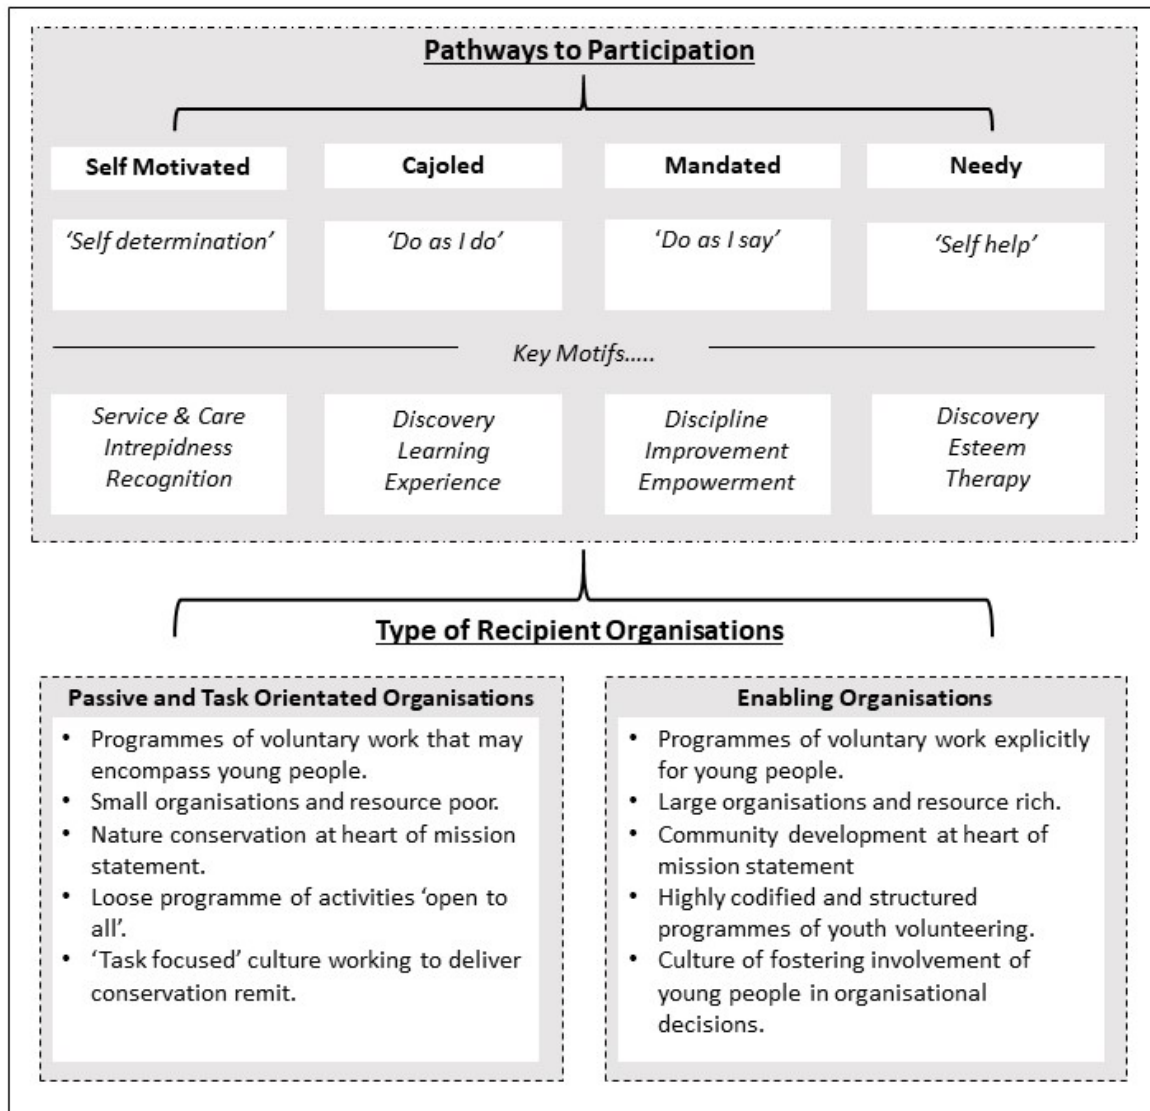 Pathways to Participation
Self Motivated
Cajoled
Mandated
Needy
‘Self determination’
‘Do as I do’
‘Do as I say’
‘Self help’
Key Motifs.....
Service & Care
Intrepidness
Recognition
Discovery
Learning
Experience
Discipline
Improvement
Empowerment
Discovery
Esteem
Therapy
Type of Recipient Organisations
Passive and Task Orientated Organisations
• Programmes of voluntary work that may
encompass young people.
• Small organisations and resource poor.
• Nature conservation at heart of mission
statement.
• Loose programme of activities ‘open to
all’.
• ‘Task focused’ culture working to deliver
conservation remit.
Enabling Organisations
• Programmes of voluntary work explicitly
for young people.
• Large organisations and resource rich.
• Community development at heart of
mission statement
• Highly codified and structured
programmes of youth volunteering.
• Culture of fostering involvement of
young people in organisational
decisions.